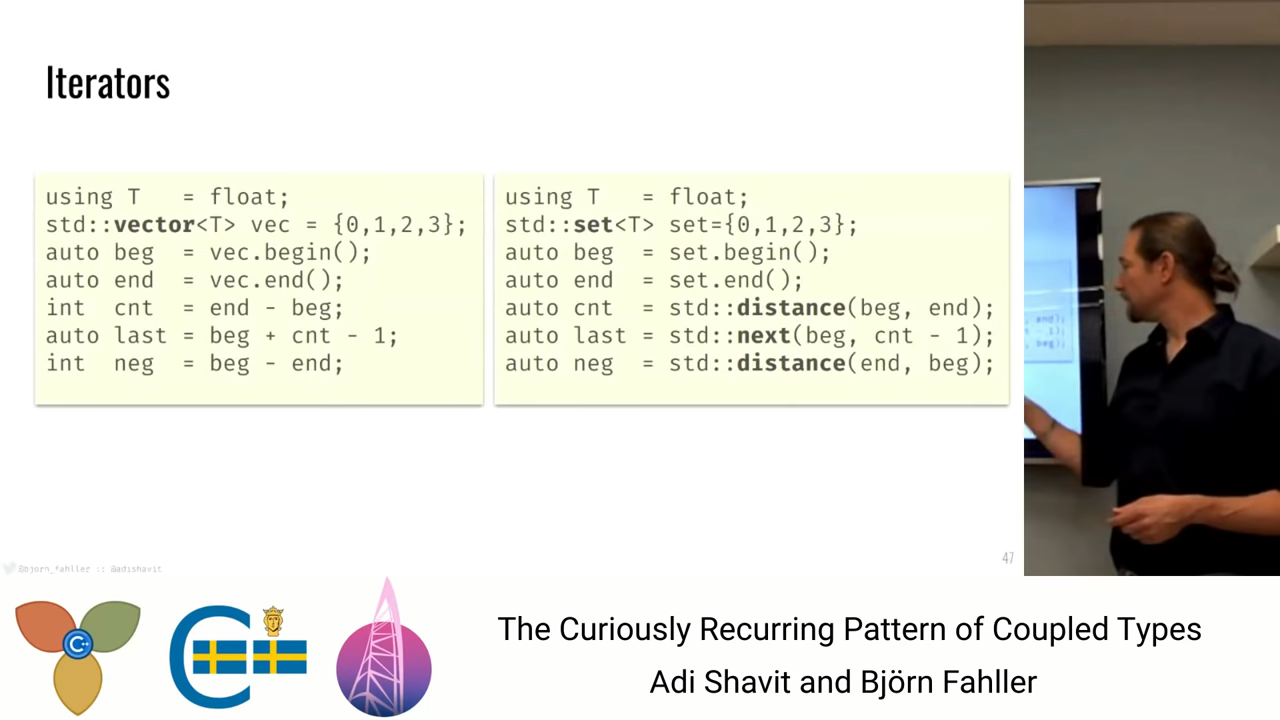 Iterators
using T   = float;
std::vector<T> vec = {0,1,2,3};
auto beg  = vec.begin();
auto end  = vec.end();
int  cnt  = end - beg;
auto last = beg + cnt - 1;
int  neg  = beg - end;
using T   = float;
std::set<T> set={0,1,2,3};
auto beg  = set.begin();
auto end  = set.end();
auto cnt  = std::distance(beg, end);
auto last = std::next(beg, cnt - 1);
auto neg  = std::distance(end, beg);
, end);
- 1);
, beg);
47
@bjorn_fahller :: @adishavit
C++
C
The Curiously Recurring Pattern of Coupled Types
Adi Shavit and Björn Fahller